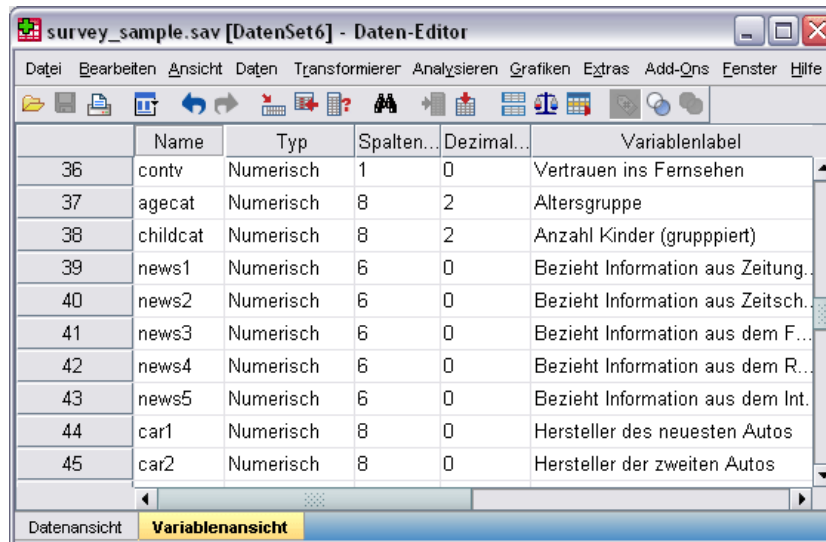 survey_sample.sav [DatenSet6] - Daten-Editor
Datei Bearbeiten Ansicht Daten Transformierer Analysieren Grafiken Extras Add-Ons Fenster Hilfe
Name Typ Spalten... Dezimal... Variablenlabel
36 contv Numerisch 1 0 Vertrauen ins Fernsehen
37 agecat Numerisch 8 2 Altersgruppe
38 childcat Numerisch 8 2 Anzahl Kinder (grupppiert)
39 news1 Numerisch 6 0 Bezieht Information aus Zeitung..
40 news2 Numerisch 6 0 Bezieht Information aus Zeitsch..
41 news3 Numerisch 6 0 Bezieht Information aus dem F...
42 news4 Numerisch 6 0 Bezieht Information aus dem R...
43 news5 Numerisch 6 0 Bezieht Information aus dem Int.
44 car1 Numerisch 8 0 Hersteller des neuesten Autos
45 car2 Numerisch 8 0 Hersteller der zweiten Autos
Datenansicht Variablenansicht